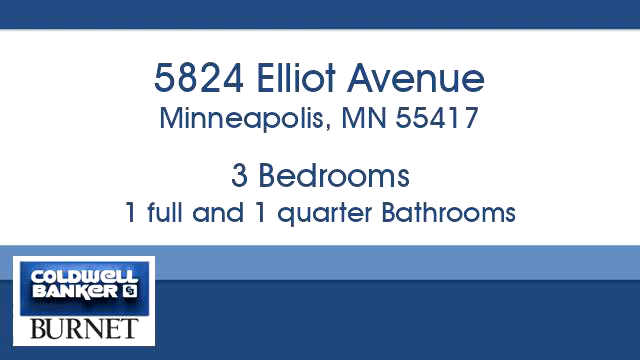 5824 Elliot Avenue
Minneapolis, MN 55417
3 Bedrooms
1 full and 1 quarter Bathrooms
COLDWELL
BANKER
BURNET